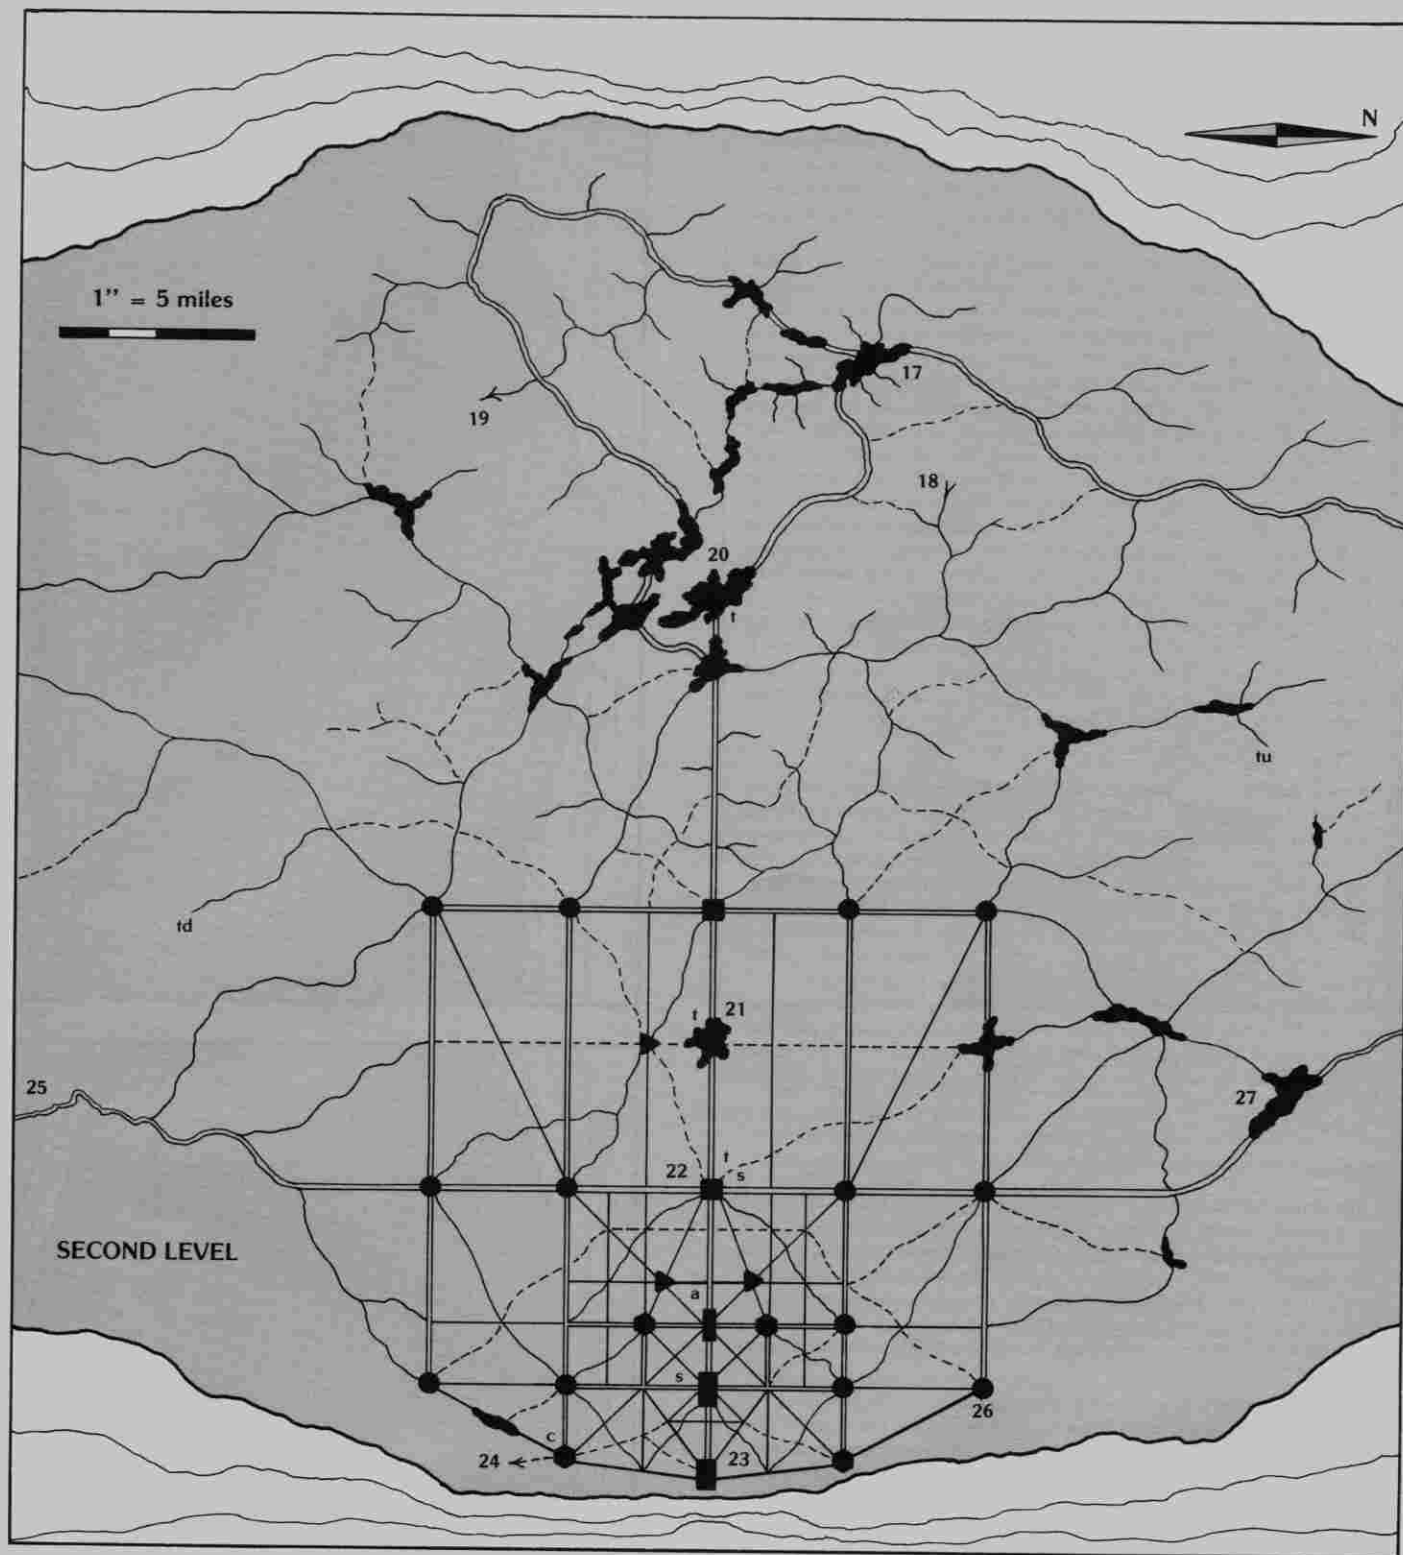 N
1” = 5 miles
17
19
18
20
t
tu
td
t 21
25
27
t
22 s
SECOND LEVEL
a
s
26
c
24 23